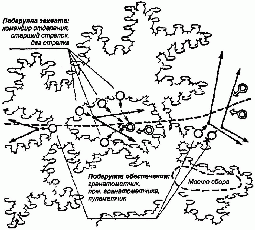 Подгруппа захвата:
командир отделения,
старший стрелок,
два стрелка
Подгруппа обеспечения:
гранатометчик,
пом. гранатометчика,
пулеметчик
Место сбора